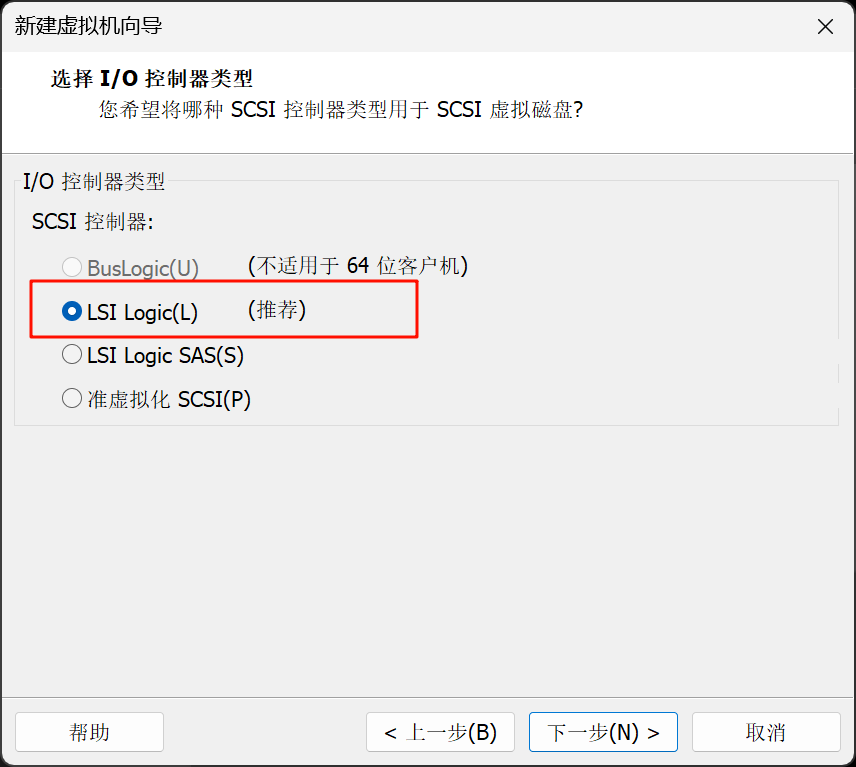 新建虚拟机向导
选择 I/O 控制器类型
您希望将哪种 SCSI 控制器类型用于 SCSI 虚拟磁盘?
I/O 控制器类型
SCSI 控制器:
BusLogic(U) (不适用于 64 位客户机)
LSI Logic(L) (推荐)
LSI Logic SAS(S)
准虚拟化 SCSI(P)
帮助 < 上一步(B) 下一步(N) > 取消